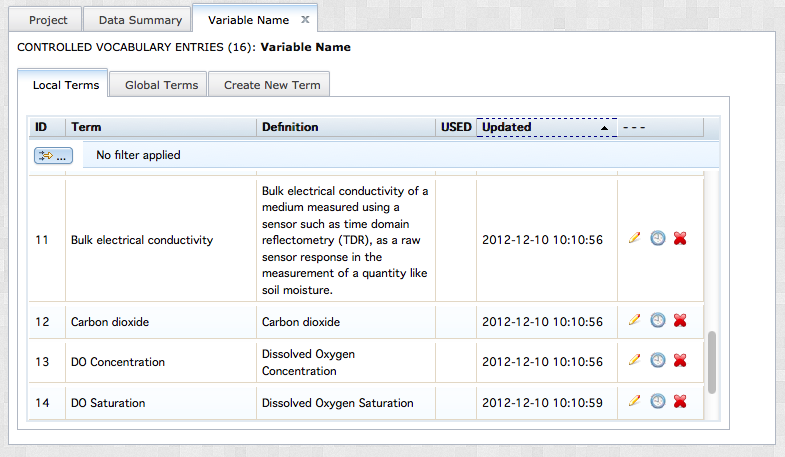 Project Data Summary Variable Name X
CONTROLLED VOCABULARY ENTRIES (16): Variable Name
Local Terms Global Terms Create New Term
ID Term Definition USED Updated ---
... No filter applied
Bulk electrical conductivity of a
medium measured using a
sensor such as time domain
11 Bulk electrical conductivity reflectometry (TDR), as a raw 2012-12-10 10:10:56
sensor response in the
measurement of a quantity like
soil moisture.
12 Carbon dioxide Carbon dioxide 2012-12-10 10:10:56
13 DO Concentration Dissolved Oxygen 2012-12-10 10:10:56
Concentration
14 DO Saturation Dissolved Oxygen Saturation 2012-12-10 10:10:59